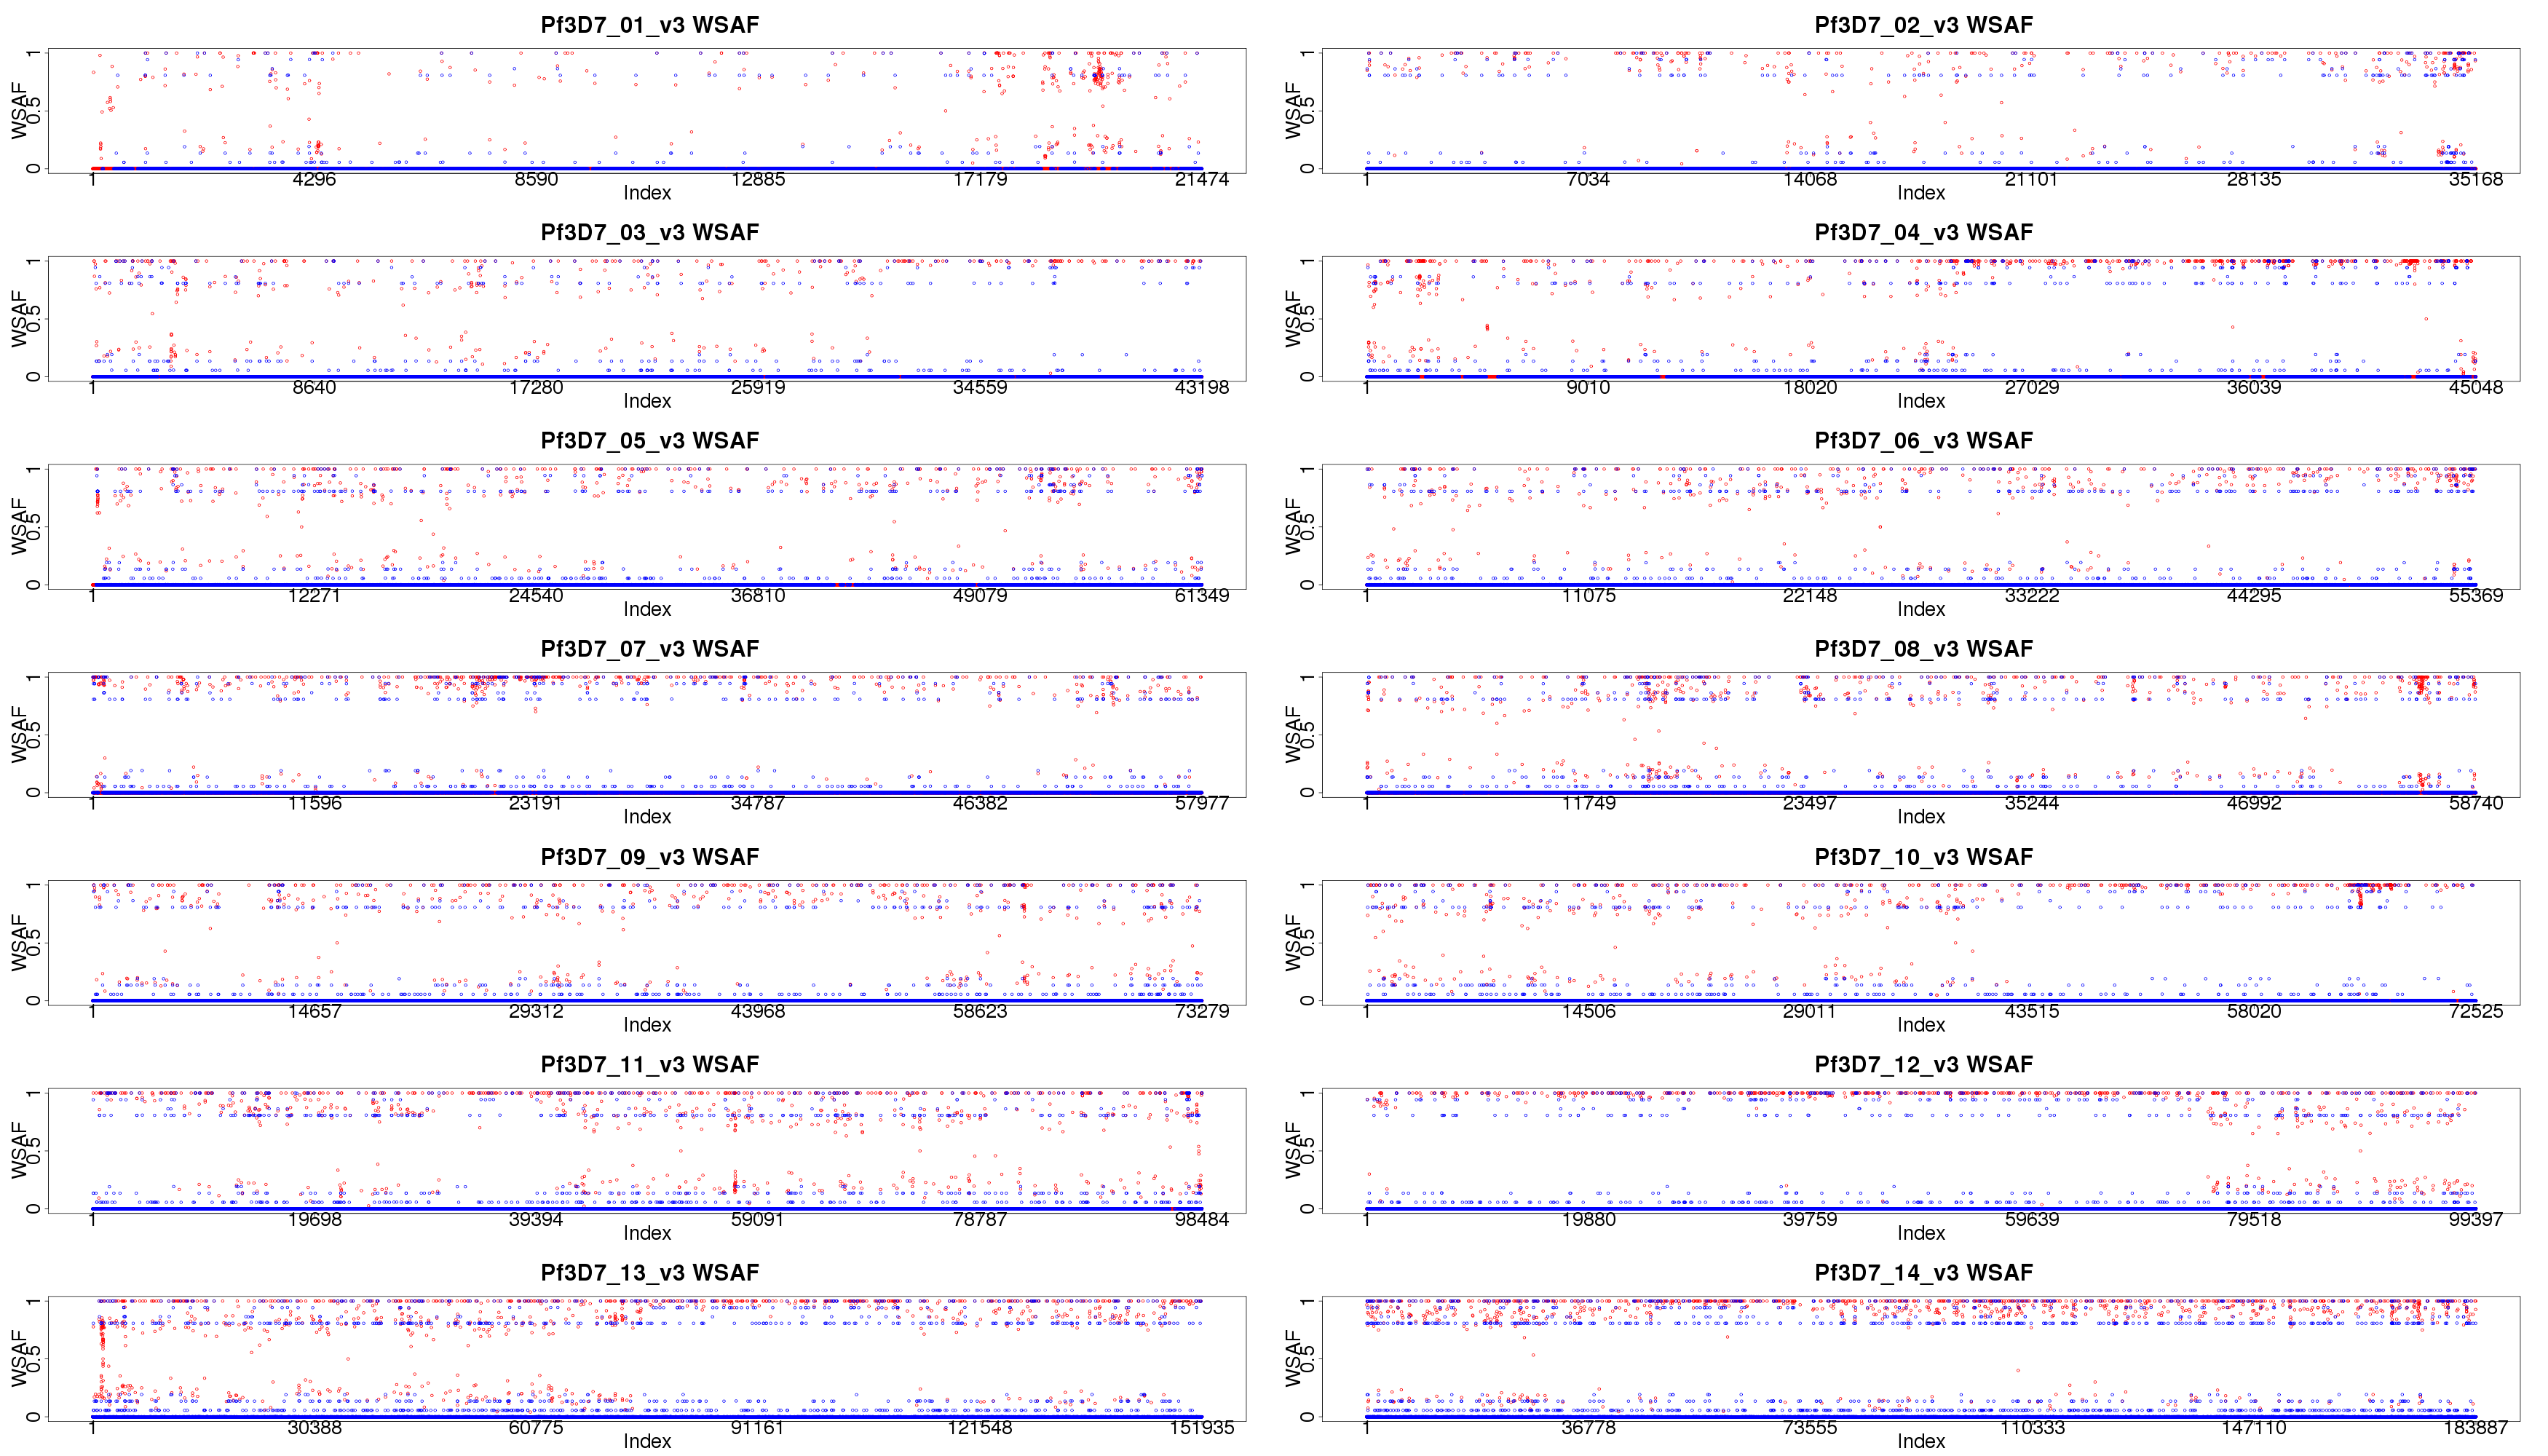 Pf3D7_01_v3 WSAF
WSAF
0 0.5 1
1 4296 8590 12885 17179 21474
Index
Pf3D7_02_v3 WSAF
WSAF
0 0.5 1
1 7034 14068 21101 28135 35168
Index
Pf3D7_03_v3 WSAF
WSAF
0 0.5 1
1 8640 17280 25919 34559 43198
Index
Pf3D7_04_v3 WSAF
WSAF
0 0.5 1
1 9010 18020 27029 36039 45048
Index
Pf3D7_05_v3 WSAF
WSAF
0 0.5 1
1 12271 24540 36810 49079 61349
Index
Pf3D7_06_v3 WSAF
WSAF
0 0.5 1
1 11075 22148 33222 44295 55369
Index
Pf3D7_07_v3 WSAF
WSAF
0 0.5 1
1 11596 23191 34787 46382 57977
Index
Pf3D7_08_v3 WSAF
WSAF
0 0.5 1
1 11749 23497 35244 46992 58740
Index
Pf3D7_09_v3 WSAF
WSAF
0 0.5 1
1 14657 29312 43968 58623 73279
Index
Pf3D7_10_v3 WSAF
WSAF
0 0.5 1
1 14506 29011 43515 58020 72525
Index
Pf3D7_11_v3 WSAF
WSAF
0 0.5 1
1 19698 39394 59091 78787 98484
Index
Pf3D7_12_v3 WSAF
WSAF
0 0.5 1
1 19880 39759 59639 79518 99397
Index
Pf3D7_13_v3 WSAF
WSAF
0 0.5 1
1 30388 60775 91161 121548 151935
Index
Pf3D7_14_v3 WSAF
WSAF
0 0.5 1
1 36778 73555 110333 147110 183887
Index